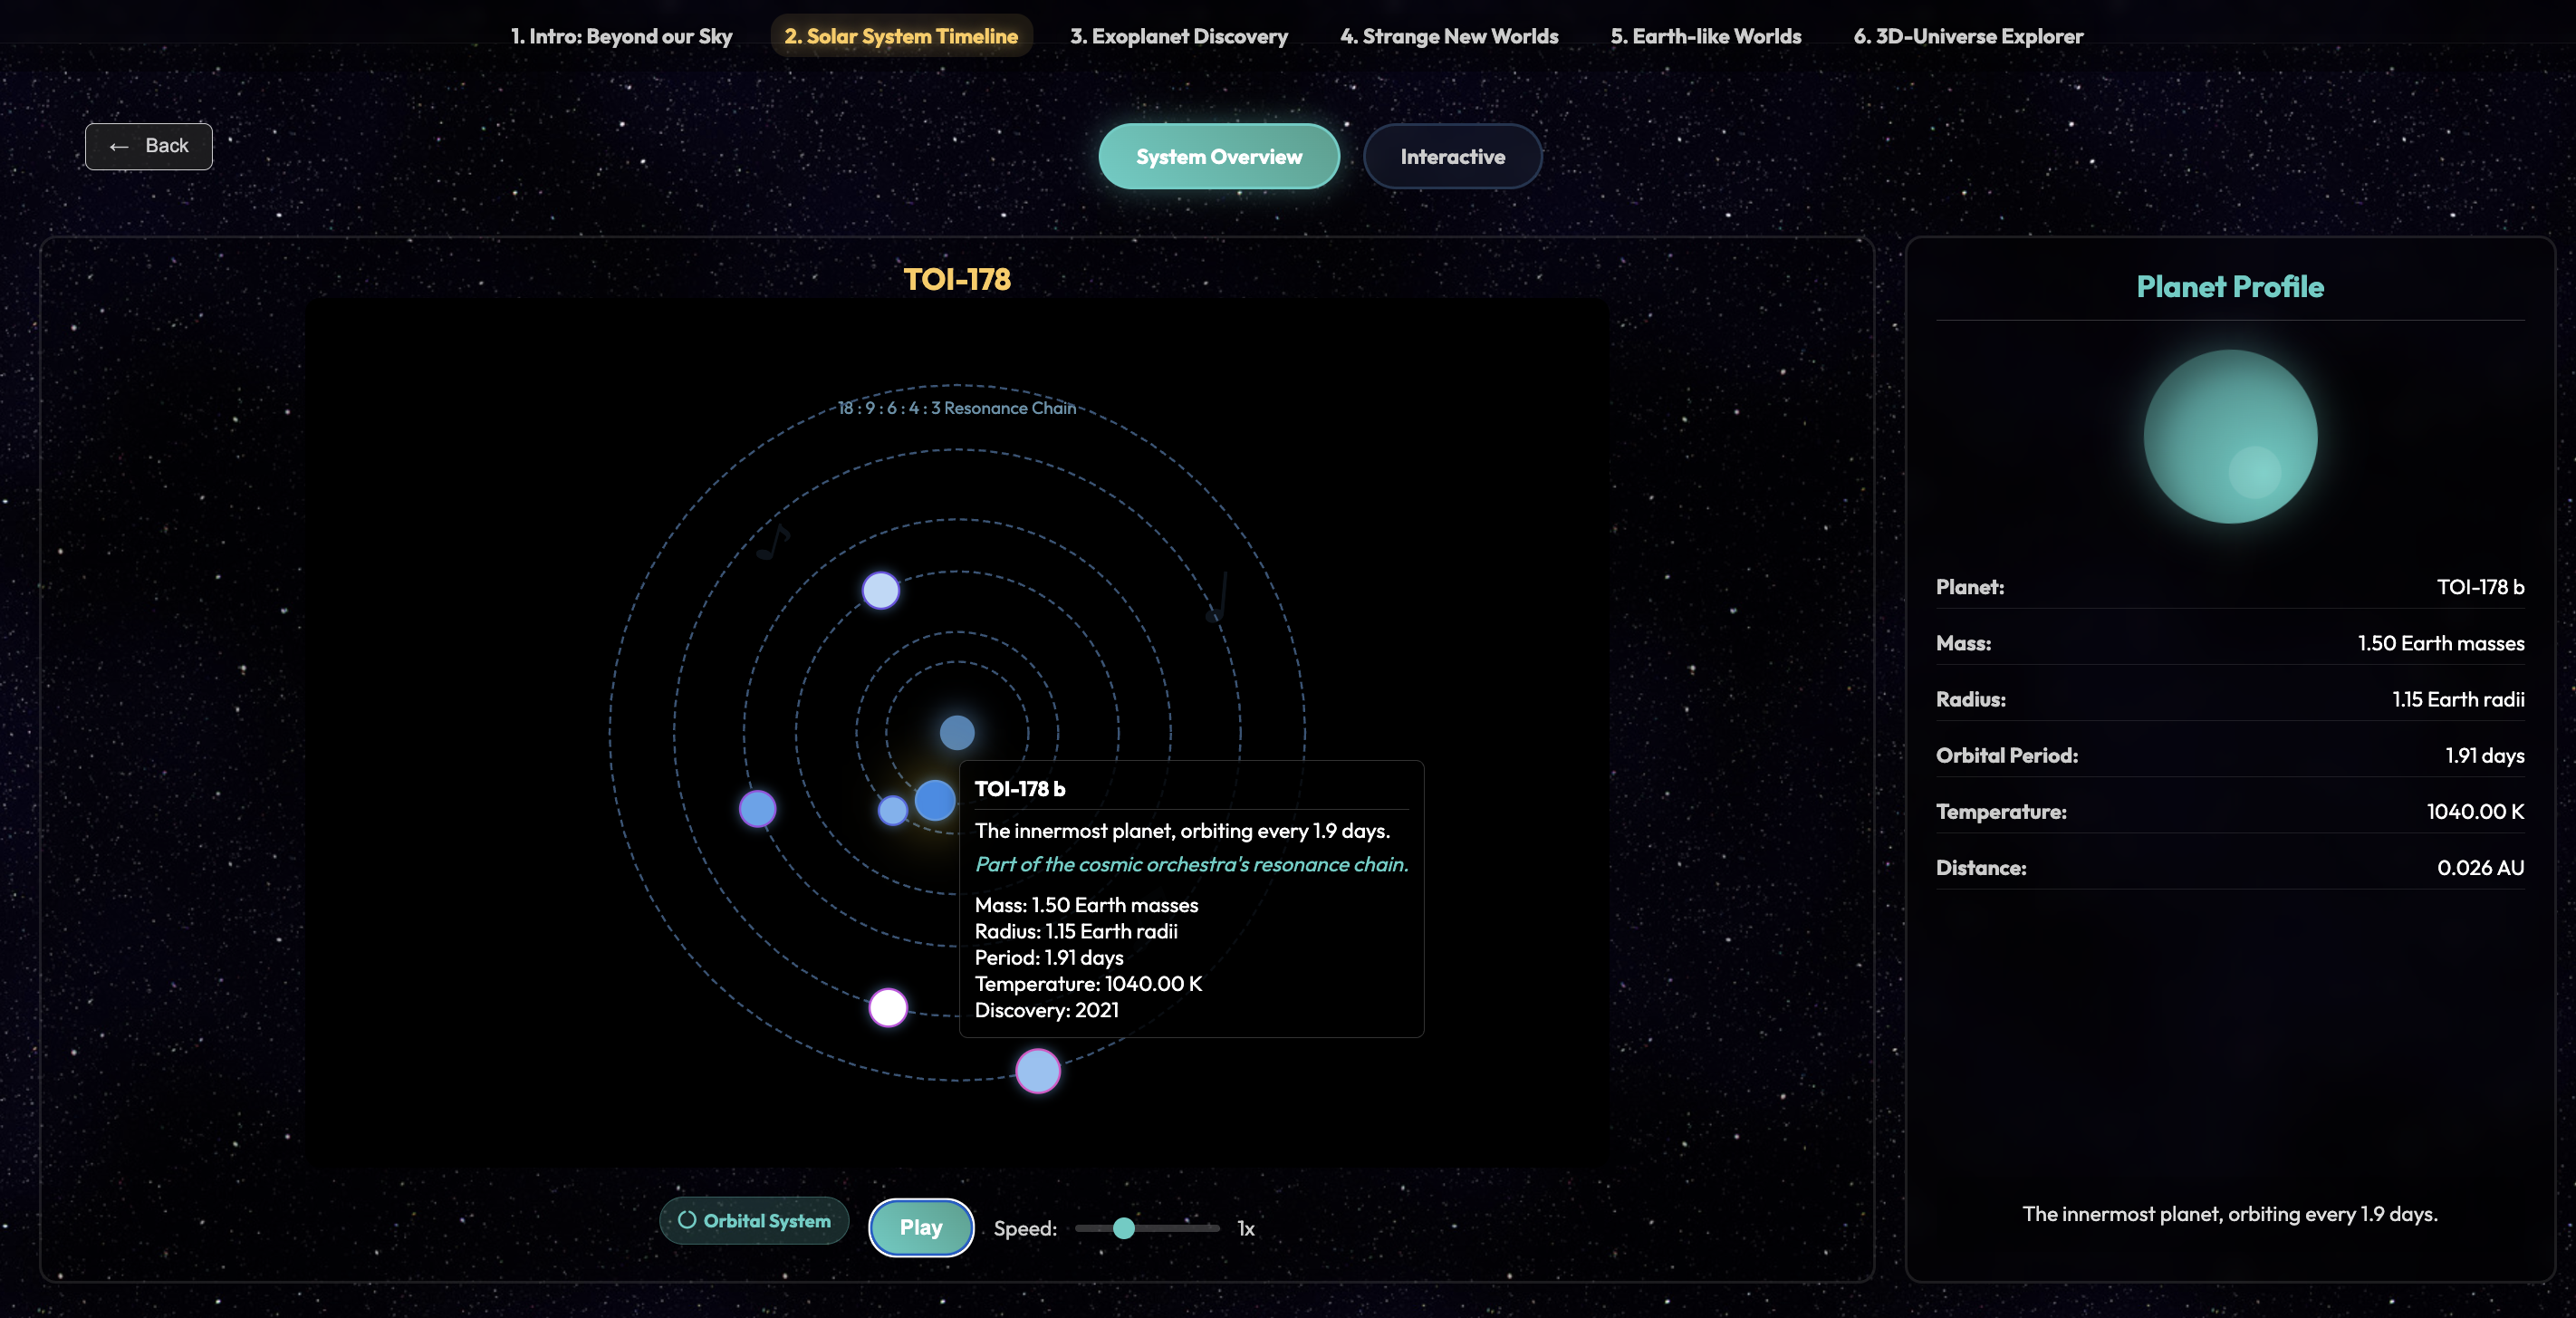 1. Intro: Beyond our Sky
2. Solar System Timeline
3. Exoplanet Discovery
4. Strange New Worlds
5. Earth-like Worlds
6. 3D-Universe Explorer
← Back
System Overview
Interactive
TOI-178
18 : 9 : 6 : 4 : 3 Resonance Chain
TOI-178 b
The innermost planet, orbiting every 1.9 days.
Part of the cosmic orchestra's resonance chain.
Mass: 1.50 Earth masses
Radius: 1.15 Earth radii
Period: 1.91 days
Temperature: 1040.00 K
Discovery: 2021
Orbital System
Play
Speed:
1x
Planet Profile
Planet: TOI-178 b
Mass: 1.50 Earth masses
Radius: 1.15 Earth radii
Orbital Period: 1.91 days
Temperature: 1040.00 K
Distance: 0.026 AU
The innermost planet, orbiting every 1.9 days.